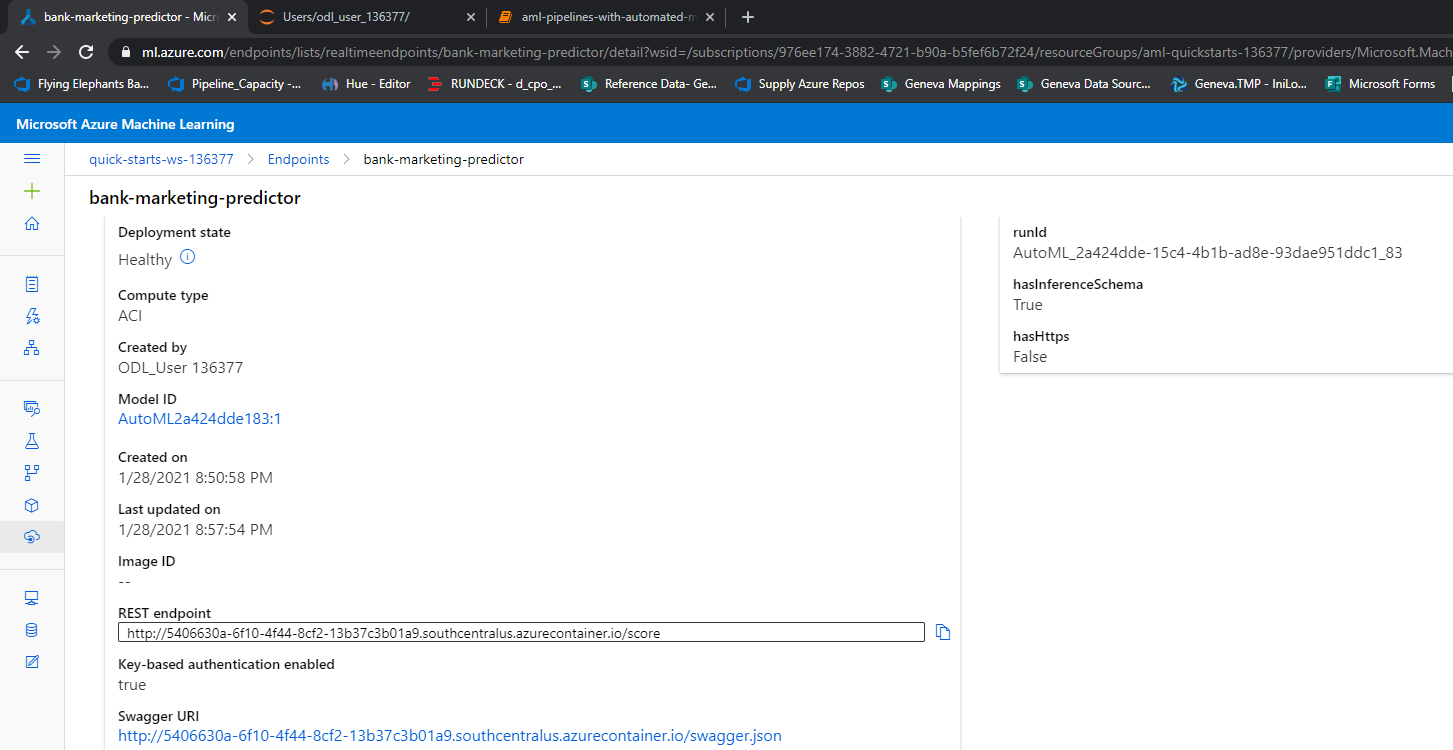 bank-marketing-predictor - Micr
Users/odl_user_136377/
aml-pipelines-with-automated-m
ml.azure.com/endpoints/lists/realtimeendpoints/bank-marketing-predictor/detail?wsid=/subscriptions/976ee174-3882-4721-b90a-b5fef6b72f24/resourceGroups/aml-quickstarts-136377/providers/Microsoft.Mach
Flying Elephants Ba... Pipeline_Capacity -... Hue - Editor RUNDECK - d_cpo_... Reference Data- Ge... Supply Azure Repos Geneva Mappings Geneva Data Sourc... Geneva.TMP - IniLo... Microsoft Forms
Microsoft Azure Machine Learning
quick-starts-ws-136377 > Endpoints > bank-marketing-predictor
bank-marketing-predictor
Deployment state
Healthy
Compute type
ACI
Created by
ODL_User 136377
Model ID
AutoML2a424dde183:1
Created on
1/28/2021 8:50:58 PM
Last updated on
1/28/2021 8:57:54 PM
Image ID
--
REST endpoint
http://5406630a-6f10-4f44-8cf2-13b37c3b01a9.southcentralus.azurecontainer.io/score
Key-based authentication enabled
true
Swagger URI
http://5406630a-6f10-4f44-8cf2-13b37c3b01a9.southcentralus.azurecontainer.io/swagger.json
runId
AutoML_2a424dde-15c4-4b1b-ad8e-93dae951ddc1_83
hasInferenceSchema
True
hasHttps
False